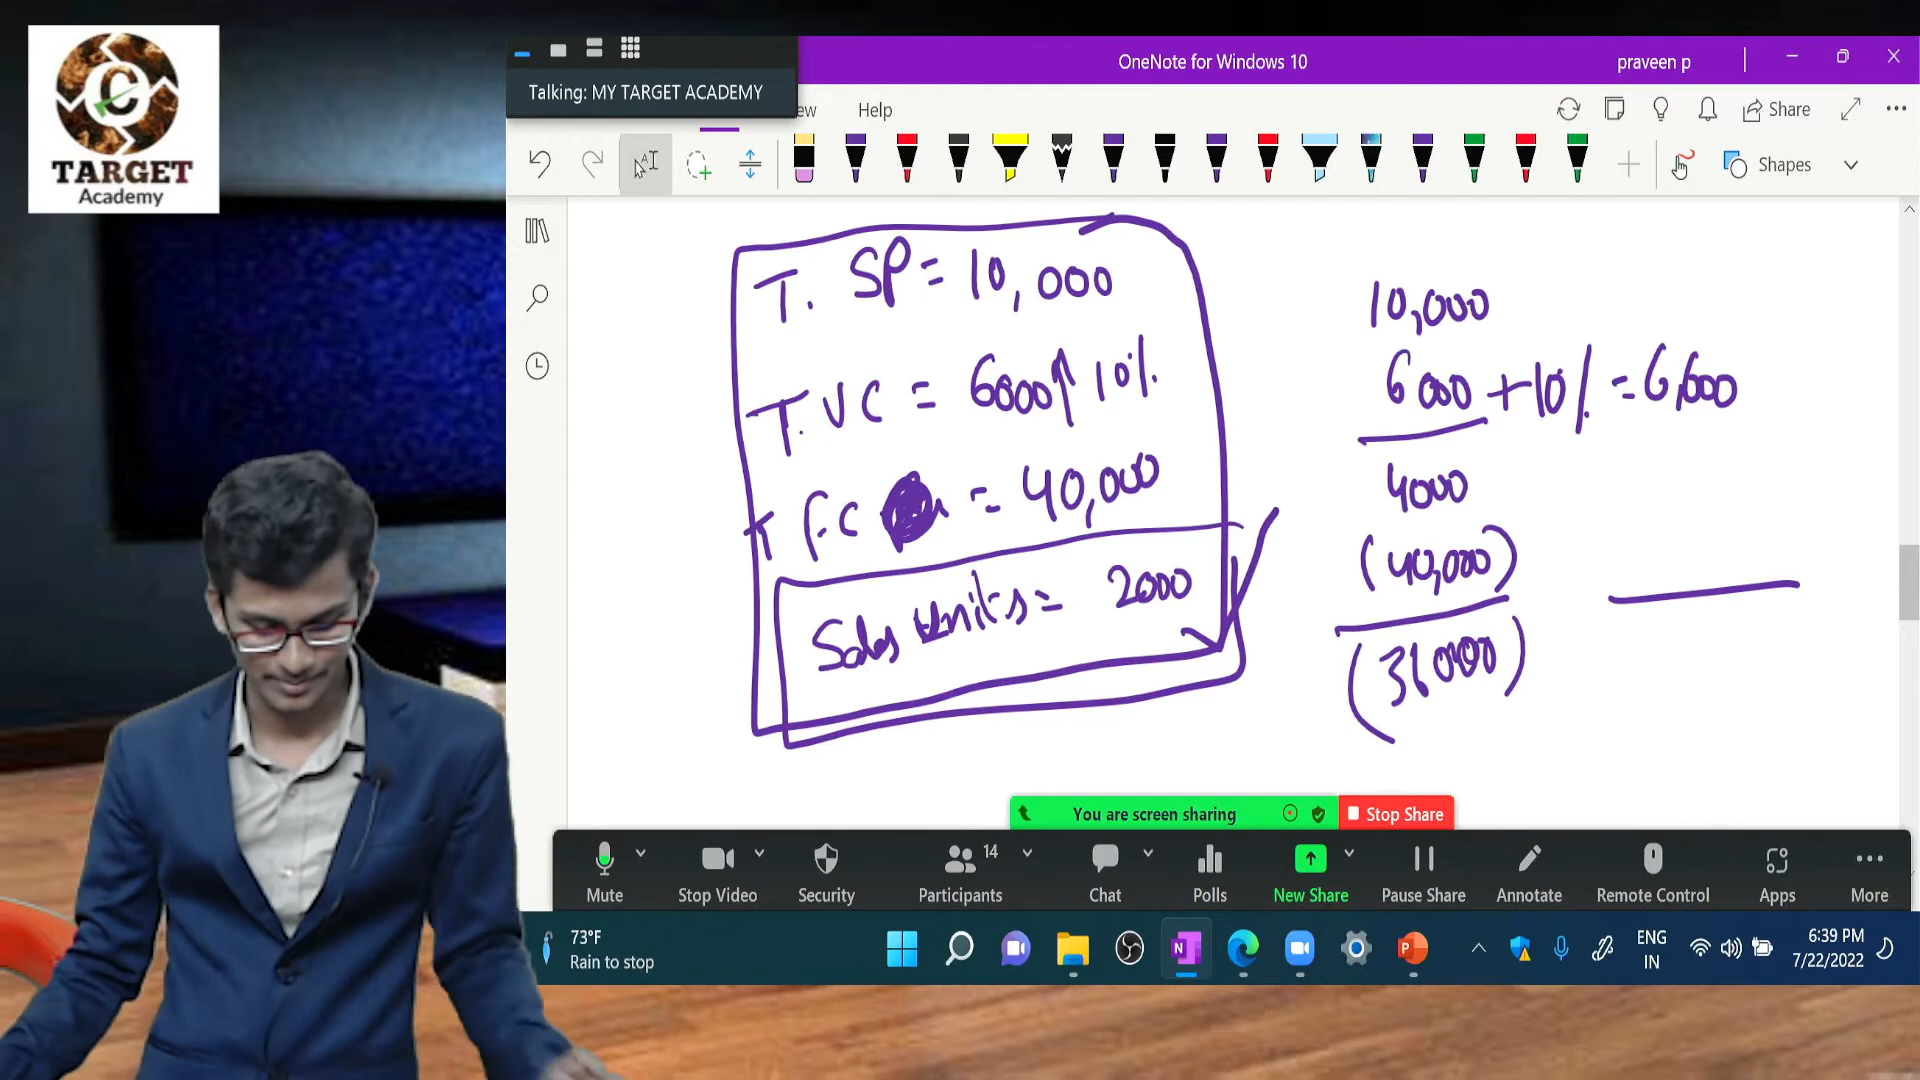 TARGET
Academy
Talking: MY TARGET ACADEMY
OneNote for Windows 10
praveen p
ew
Help
Share
Shapes
T. SP = 10,000
T. VC = 6000↑ 10%
T FC = 40,000
Sales Units = 2000
10,000
6000 + 10% = 6,600
4000
(40,000)
(36000)
You are screen sharing
Stop Share
14
Mute
Stop Video
Security
Participants
Chat
Polls
New Share
Pause Share
Annotate
Remote Control
Apps
More
73°F
Rain to stop
ENG
IN
6:39 PM
7/22/2022